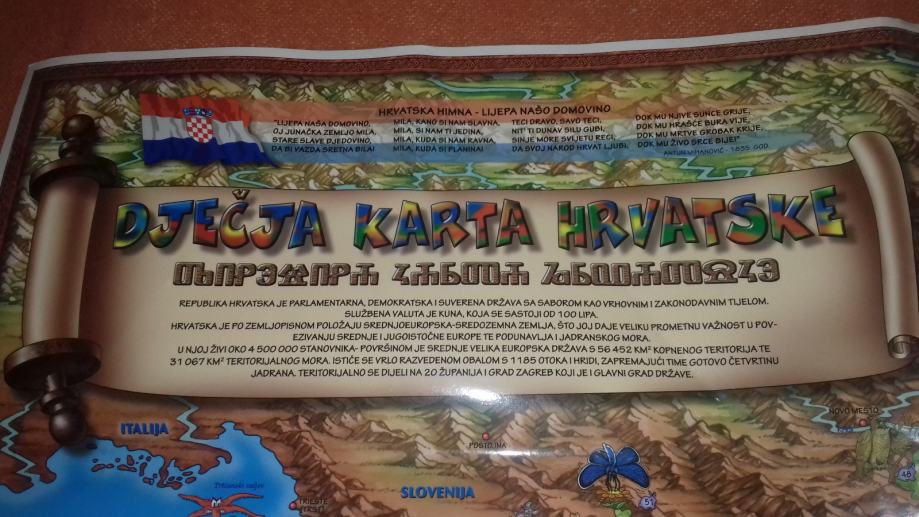 HRVATSKA HIMNA - LIJEPA NAŠO DOMOVINO
"LIJEPA NAŠA DOMOVINO,
OJ JUNAČKA ZEMLJO MILA,
STARE SLAVE DJEDOVINO,
DA BI VAZDA SRETNA BILA!
MILA, KANO SI NAM SLAVNA,
MILA, SI NAM TI JEDINA,
MILA, KUDA SI NAM RAVNA,
MILA, KUDA SI PLANINA!
TECI DRAVO, SAVO TECI,
NIT' TI DUNAV SILU GUBI,
SINJE MORE SVIJETU RECI,
DA SVOJ NAROD HRVAT LJUBI,
DOK MU NJIVE SUNCE GRIJE,
DOK MU HRAŠĆE BURA VIJE,
DOK MU MRTVE GROBAK KRIJE,
DOK MU ŽIVO SRCE BIJE!"
ANTUN MIHANOVIĆ - 1835. GOD.
DJEČJA KARTA HRVATSKE
REPUBLIKA HRVATSKA JE PARLAMENTARNA, DEMOKRATSKA I SUVERENA DRŽAVA SA SABOROM KAO VRHOVNIM I ZAKONODAVNIM TIJELOM.
SLUŽBENA VALUTA JE KUNA, KOJA SE SASTOJI OD 100 LIPA.
HRVATSKA JE PO ZEMLJOPISNOM POLOŽAJU SREDNJOEUROPSKA-SREDOZEMNA ZEMLJA, ŠTO JOJ DAJE VELIKU PROMETNU VAŽNOST U POV-
EZIVANJU SREDNJE I JUGOISTOČNE EUROPE TE PODUNAVLJA I JADRANSKOG MORA.
U NJOJ ŽIVI OKO 4 500 000 STANOVNIKA- POVRŠINOM JE SREDNJE VELIKA EUROPSKA DRŽAVA S 56 452 KM² KOPNENOG TERITORIJA TE
31 067 KM² TERITORIJALNOG MORA. ISTIČE SE VRLO RAZVEDENOM OBALOM S 1 185 OTOKA I HRIDI, ZAPREMAJUĆI TIME GOTOVO ČETVRTINU
JADRANA. TERITORIJALNO SE DIJELI NA 20 ŽUPANIJA I GRAD ZAGREB KOJI JE I GLAVNI GRAD DRŽAVE.
NOVO MESTO
ITALIJA
POSTOJNA
48
Tršćanski zaljev
SLOVENIJA
51
TRIESTE
(TRST)